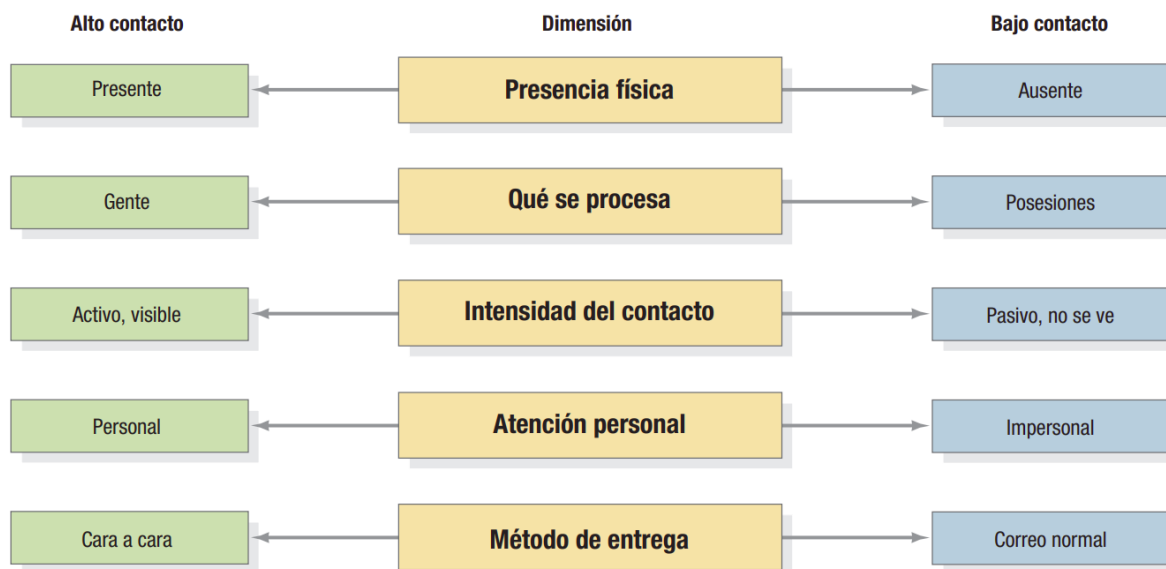 Alto contacto
Dimensión
Bajo contacto
Presente
Presencia física
Ausente
Gente
Qué se procesa
Posesiones
Activo, visible
Intensidad del contacto
Pasivo, no se ve
Personal
Atención personal
Impersonal
Cara a cara
Método de entrega
Correo normal